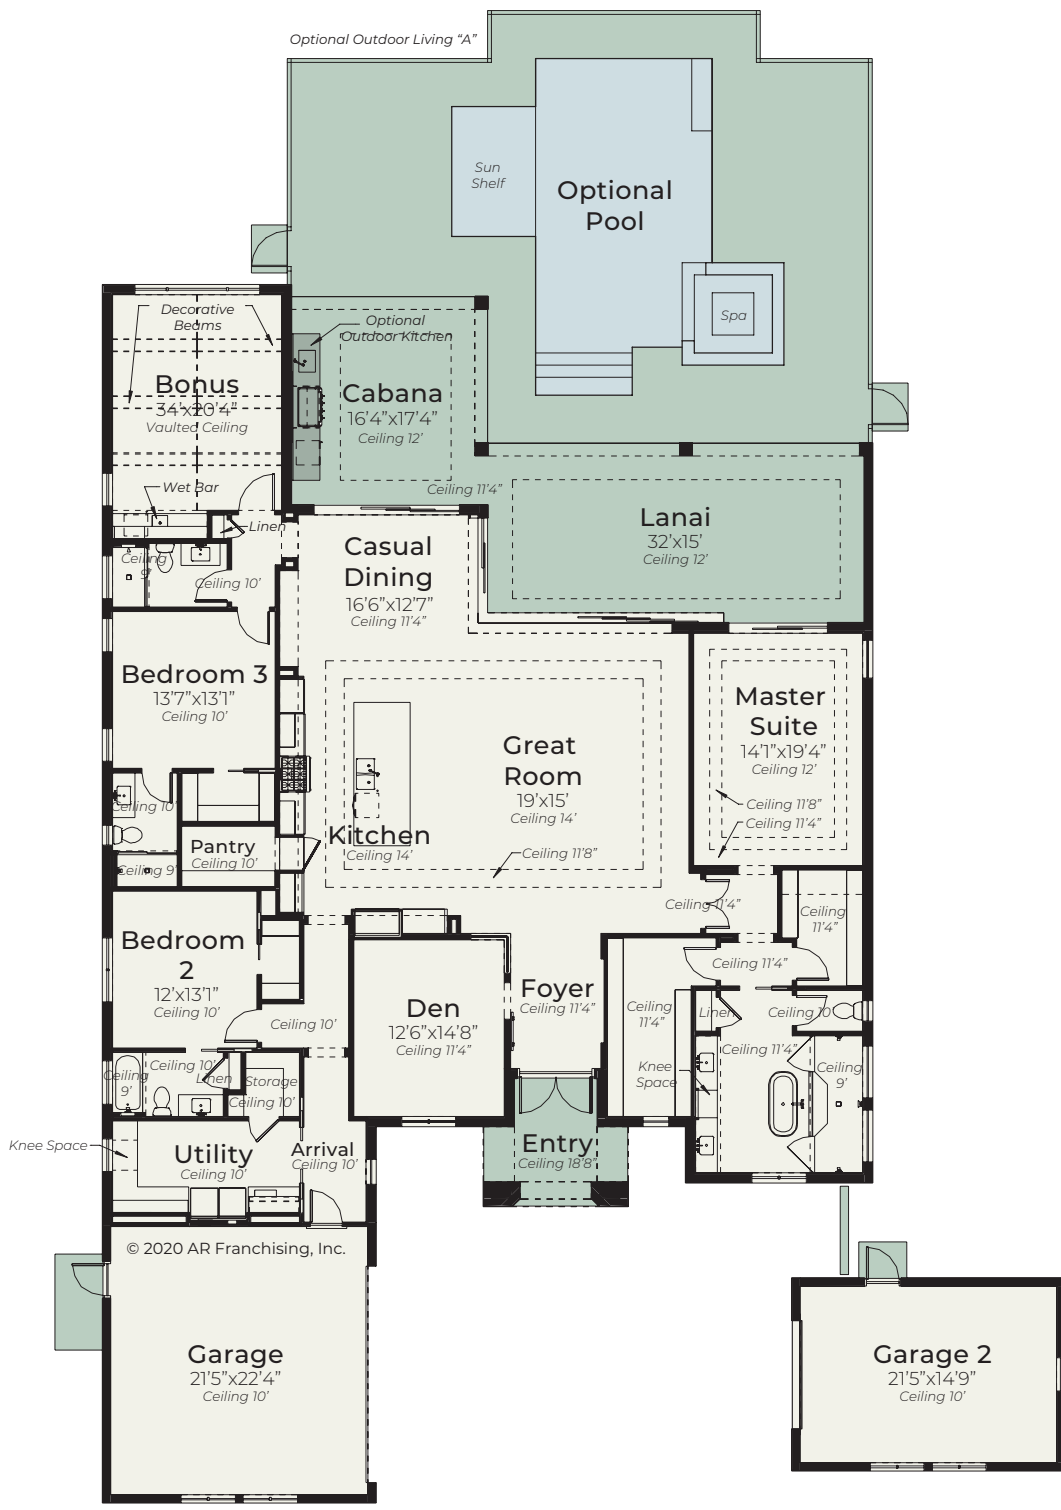 Optional Outdoor Living “A”
Sun
Shelf
Optional
Pool
Spa
Decorative
Beams
Optional
Outdoor Kitchen
Bonus
34’x20’4”
Vaulted Ceiling
Cabana
16’4”x17’4”
Ceiling 12’
Wet Bar
Ceiling 11’4”
Linen
Lanai
32’x15’
Ceiling 12’
Casual
Dining
16’6”x12’7”
Ceiling 11’4”
Ceiling
9’
Ceiling 10’
Bedroom 3
13’7”x13’1”
Ceiling 10’
Master
Suite
14’1”x19’4”
Ceiling 12’
Ceiling 11’8”
Ceiling 11’4”
Great
Room
19’x15’
Ceiling 14’
Ceiling 10’
Kitchen
Ceiling 14’
Pantry
Ceiling 10’
Ceiling 11’8”
Ceiling 9’
Ceiling 11’4”
Ceiling
11’4”
Bedroom
2
12’x13’1”
Ceiling 10’
Ceiling 11’4”
Den
12’6”x14’8”
Ceiling 11’4”
Foyer
Ceiling 11’4”
Ceiling
11’4”
Linen
Ceiling 10’
Ceiling 10’
Ceiling 11’4”
Knee
Space
Ceiling
9’
Ceiling 10’
Ceiling
9’
Linen
Storage
Ceiling 10’
Knee Space
Utility
Ceiling 10’
Arrival
Ceiling 10’
Entry
Ceiling 18’8”
© 2020 AR Franchising, Inc.
Garage
21’5”x22’4”
Ceiling 10’
Garage 2
21’5”x14’9”
Ceiling 10’